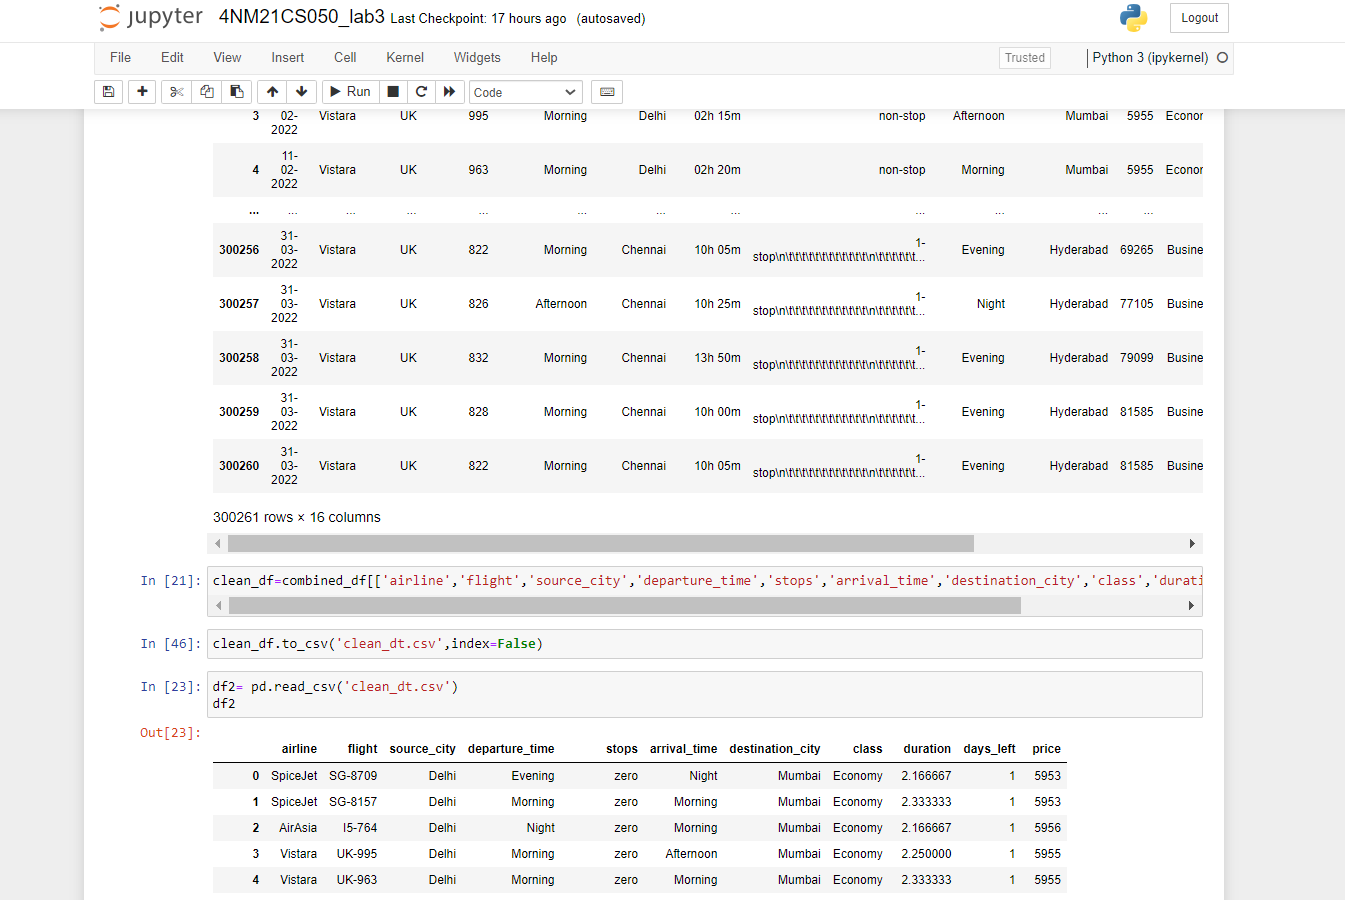 jupyter 4NM21CS050_lab3 Last Checkpoint: 17 hours ago (autosaved) Logout
File Edit View Insert Cell Kernel Widgets Help Trusted Python 3 (ipykernel)
Run Code
3 02-2022 Vistara UK 995 Morning Delhi 02h 15m non-stop Afternoon Mumbai 5955 Econor
4 11-02-2022 Vistara UK 963 Morning Delhi 02h 20m non-stop Morning Mumbai 5955 Econor
... ... ... ... ... ... ... ... ... ... ... ...
300256 31-03-2022 Vistara UK 822 Morning Chennai 10h 05m 1-stop\n\t\t\t\t\t\t\t\t\t\t\t\t\n\t\t\t\t\t\t... Evening Hyderabad 69265 Busine
300257 31-03-2022 Vistara UK 826 Afternoon Chennai 10h 25m 1-stop\n\t\t\t\t\t\t\t\t\t\t\t\t\n\t\t\t\t\t\t... Night Hyderabad 77105 Busine
300258 31-03-2022 Vistara UK 832 Morning Chennai 13h 50m 1-stop\n\t\t\t\t\t\t\t\t\t\t\t\t\n\t\t\t\t\t\t... Evening Hyderabad 79099 Busine
300259 31-03-2022 Vistara UK 828 Morning Chennai 10h 00m 1-stop\n\t\t\t\t\t\t\t\t\t\t\t\t\n\t\t\t\t\t\t... Evening Hyderabad 81585 Busine
300260 31-03-2022 Vistara UK 822 Morning Chennai 10h 05m 1-stop\n\t\t\t\t\t\t\t\t\t\t\t\t\n\t\t\t\t\t\t... Evening Hyderabad 81585 Busine
300261 rows × 16 columns
In [21]: clean_df=combined_df[['airline','flight','source_city','departure_time','stops','arrival_time','destination_city','class','durati
In [46]: clean_df.to_csv('clean_dt.csv',index=False)
In [23]: df2= pd.read_csv('clean_dt.csv')
df2
Out[23]:
airline flight source_city departure_time stops arrival_time destination_city class duration days_left price
0 SpiceJet SG-8709 Delhi Evening zero Night Mumbai Economy 2.166667 1 5953
1 SpiceJet SG-8157 Delhi Morning zero Morning Mumbai Economy 2.333333 1 5953
2 AirAsia I5-764 Delhi Night zero Morning Mumbai Economy 2.166667 1 5956
3 Vistara UK-995 Delhi Morning zero Afternoon Mumbai Economy 2.250000 1 5955
4 Vistara UK-963 Delhi Morning zero Morning Mumbai Economy 2.333333 1 5955